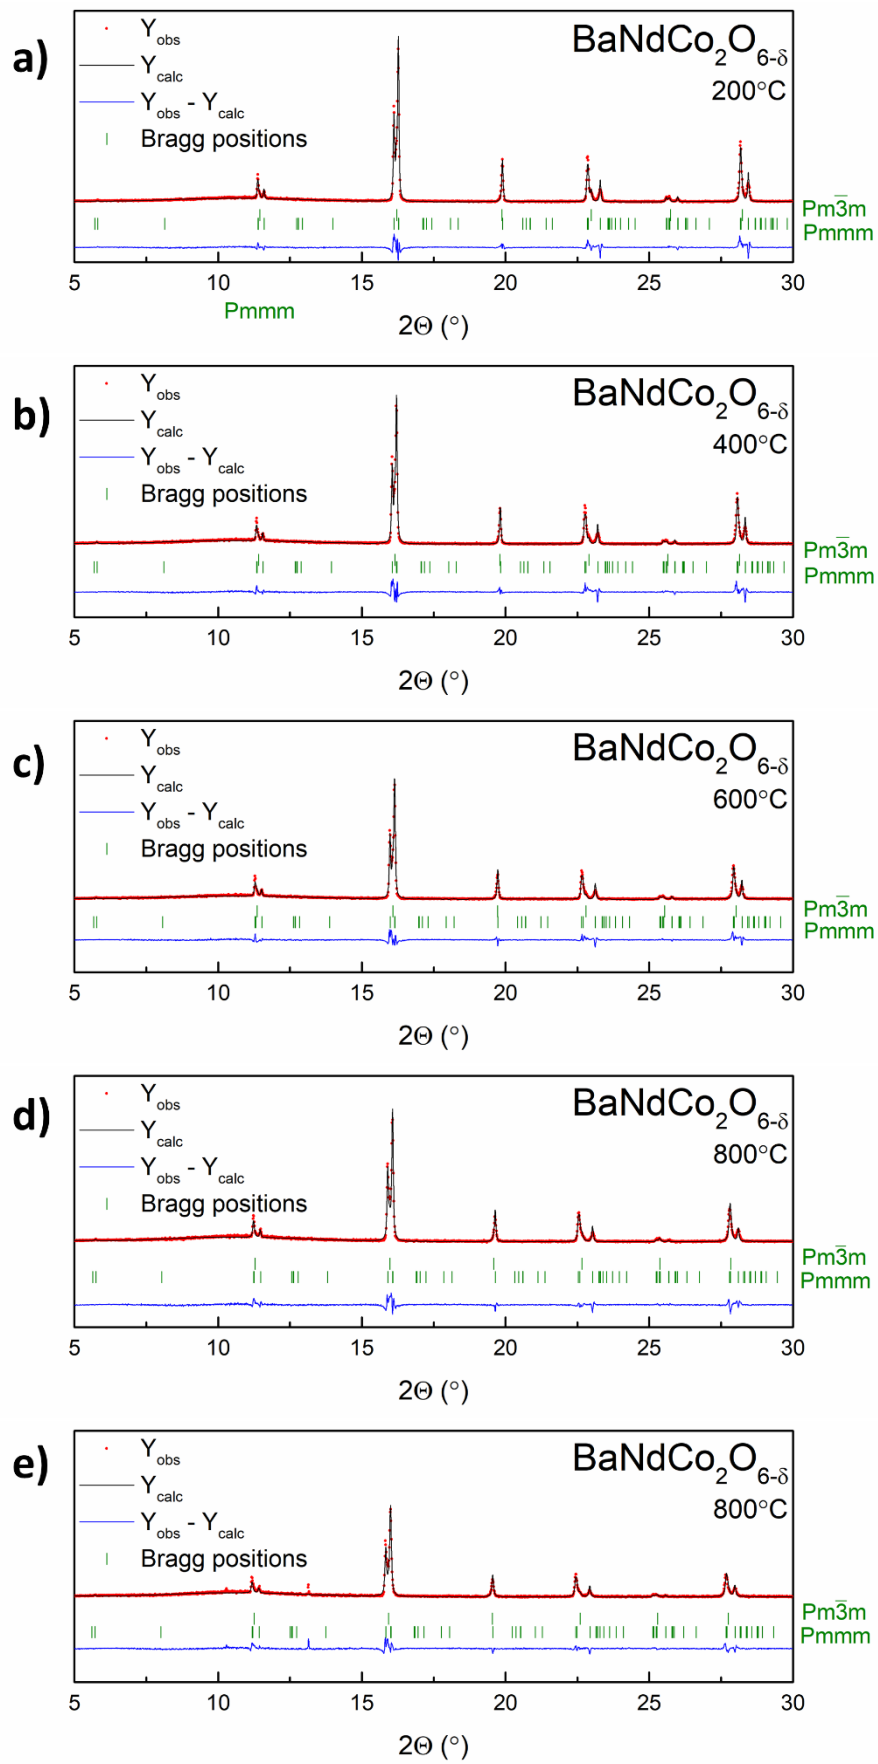 a)
Yobs
Ycalc
Yobs - Ycalc
Bragg positions
BaNdCo2O6-δ
200°C
Pm3̅m
Pmmm
5 10 15 20 25 30
Pmmm
2Θ (°)
b)
Yobs
Ycalc
Yobs - Ycalc
Bragg positions
BaNdCo2O6-δ
400°C
Pm3̅m
Pmmm
5 10 15 20 25 30
2Θ (°)
c)
Yobs
Ycalc
Yobs - Ycalc
Bragg positions
BaNdCo2O6-δ
600°C
Pm3̅m
Pmmm
5 10 15 20 25 30
2Θ (°)
d)
Yobs
Ycalc
Yobs - Ycalc
Bragg positions
BaNdCo2O6-δ
800°C
Pm3̅m
Pmmm
5 10 15 20 25 30
2Θ (°)
e)
Yobs
Ycalc
Yobs - Ycalc
Bragg positions
BaNdCo2O6-δ
800°C
Pm3̅m
Pmmm
5 10 15 20 25 30
2Θ (°)